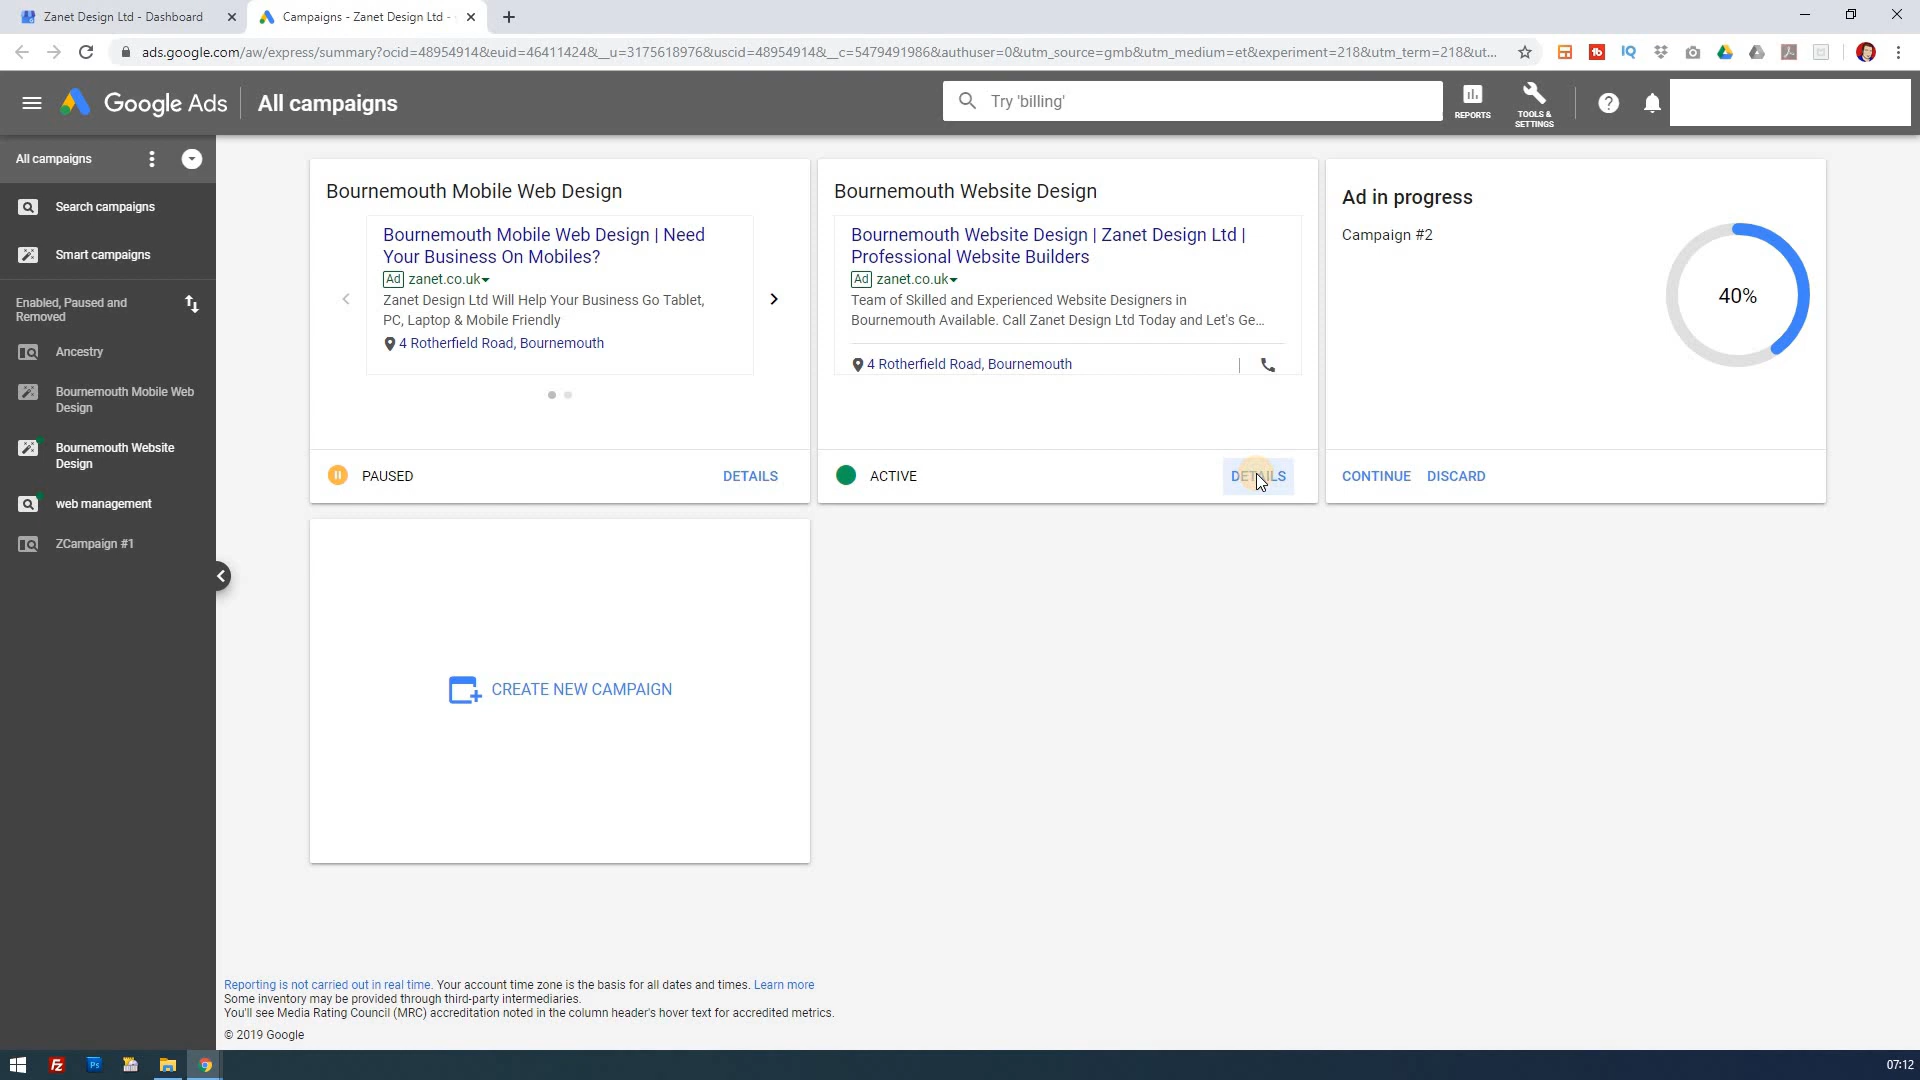 Zanet Design Ltd - Dashboard
Campaigns - Zanet Design Ltd -
ads.google.com/aw/express/summary?ocid=48954914&euid=46411424&__u=3175618976&uscid=48954914&__c=5479491986&authuser=0&utm_source=gmb&utm_medium=et&experiment=218&utm_term=218&ut...
Google Ads
All campaigns
Try 'billing'
REPORTS
TOOLS &
SETTINGS
All campaigns
Search campaigns
Smart campaigns
Enabled, Paused and
Removed
Ancestry
Bournemouth Mobile Web
Design
Bournemouth Website
Design
web management
ZCampaign #1
Bournemouth Mobile Web Design
Bournemouth Mobile Web Design | Need
Your Business On Mobiles?
Ad zanet.co.uk
Zanet Design Ltd Will Help Your Business Go Tablet,
PC, Laptop & Mobile Friendly
4 Rotherfield Road, Bournemouth
PAUSED
DETAILS
Bournemouth Website Design
Bournemouth Website Design | Zanet Design Ltd |
Professional Website Builders
Ad zanet.co.uk
Team of Skilled and Experienced Website Designers in
Bournemouth Available. Call Zanet Design Ltd Today and Let's Ge...
4 Rotherfield Road, Bournemouth
ACTIVE
DETAILS
Ad in progress
Campaign #2
40%
CONTINUE
DISCARD
CREATE NEW CAMPAIGN
Reporting is not carried out in real time. Your account time zone is the basis for all dates and times. Learn more
Some inventory may be provided through third-party intermediaries.
You'll see Media Rating Council (MRC) accreditation noted in the column header's hover text for accredited metrics.
© 2019 Google
07:12